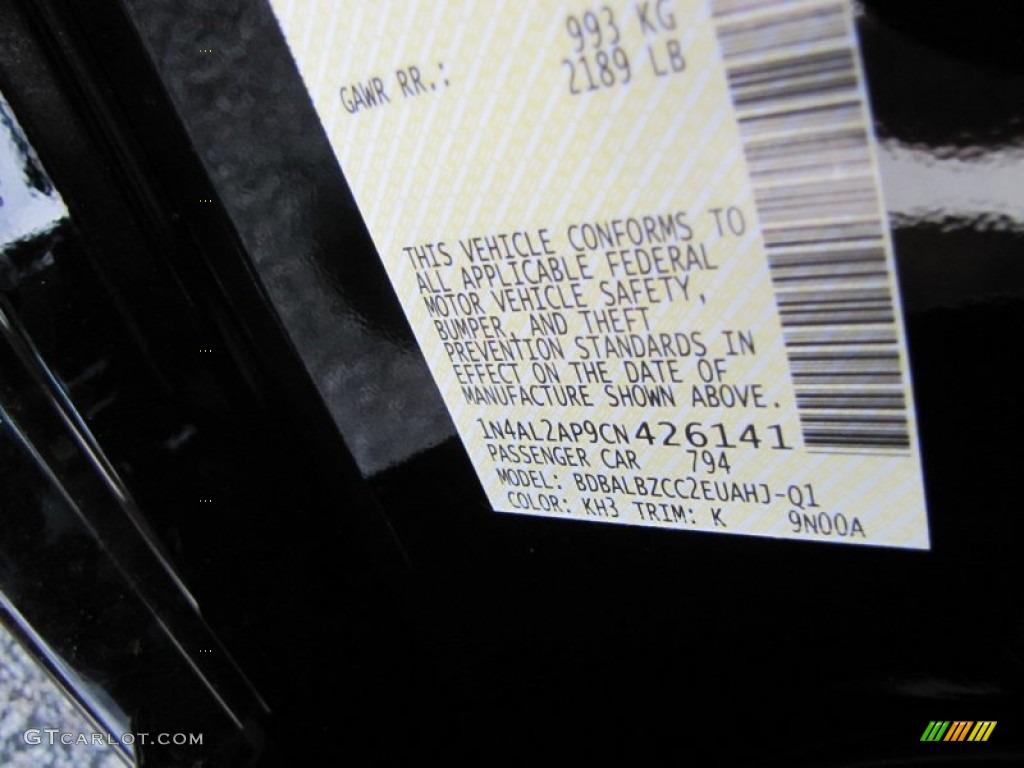 993 KG
GAWR RR.: 2189 LB
THIS VEHICLE CONFORMS TO
ALL APPLICABLE FEDERAL
MOTOR VEHICLE SAFETY,
BUMPER, AND THEFT
PREVENTION STANDARDS IN
EFFECT ON THE DATE OF
MANUFACTURE SHOWN ABOVE.
1N4AL2AP9CN426141
PASSENGER CAR 794
MODEL: BDBALBZCC2EUAHJ-Q1
COLOR: KH3 TRIM: K 9N00A
GTCARLOT.COM